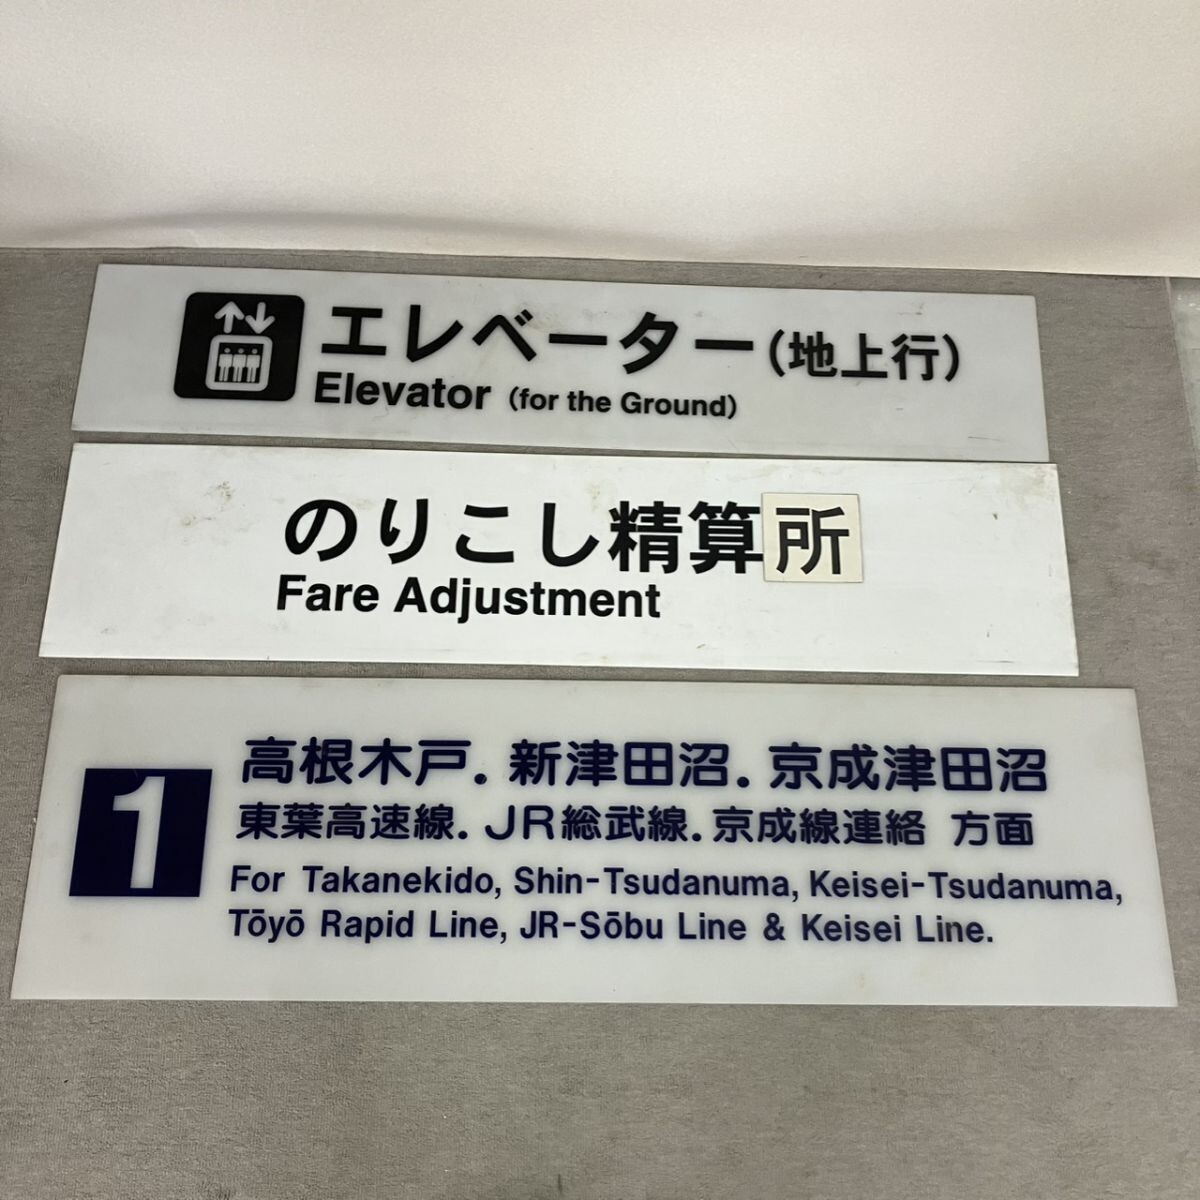 エレベーター(地上行)
Elevator (for the Ground)
のりこし精算所
Fare Adjustment
1
高根木戸.新津田沼.京成津田沼
東葉高速線.JR総武線.京成線連絡 方面
For Takanekido, Shin-Tsudanuma, Keisei-Tsudanuma,
Tōyō Rapid Line, JR-Sōbu Line & Keisei Line.